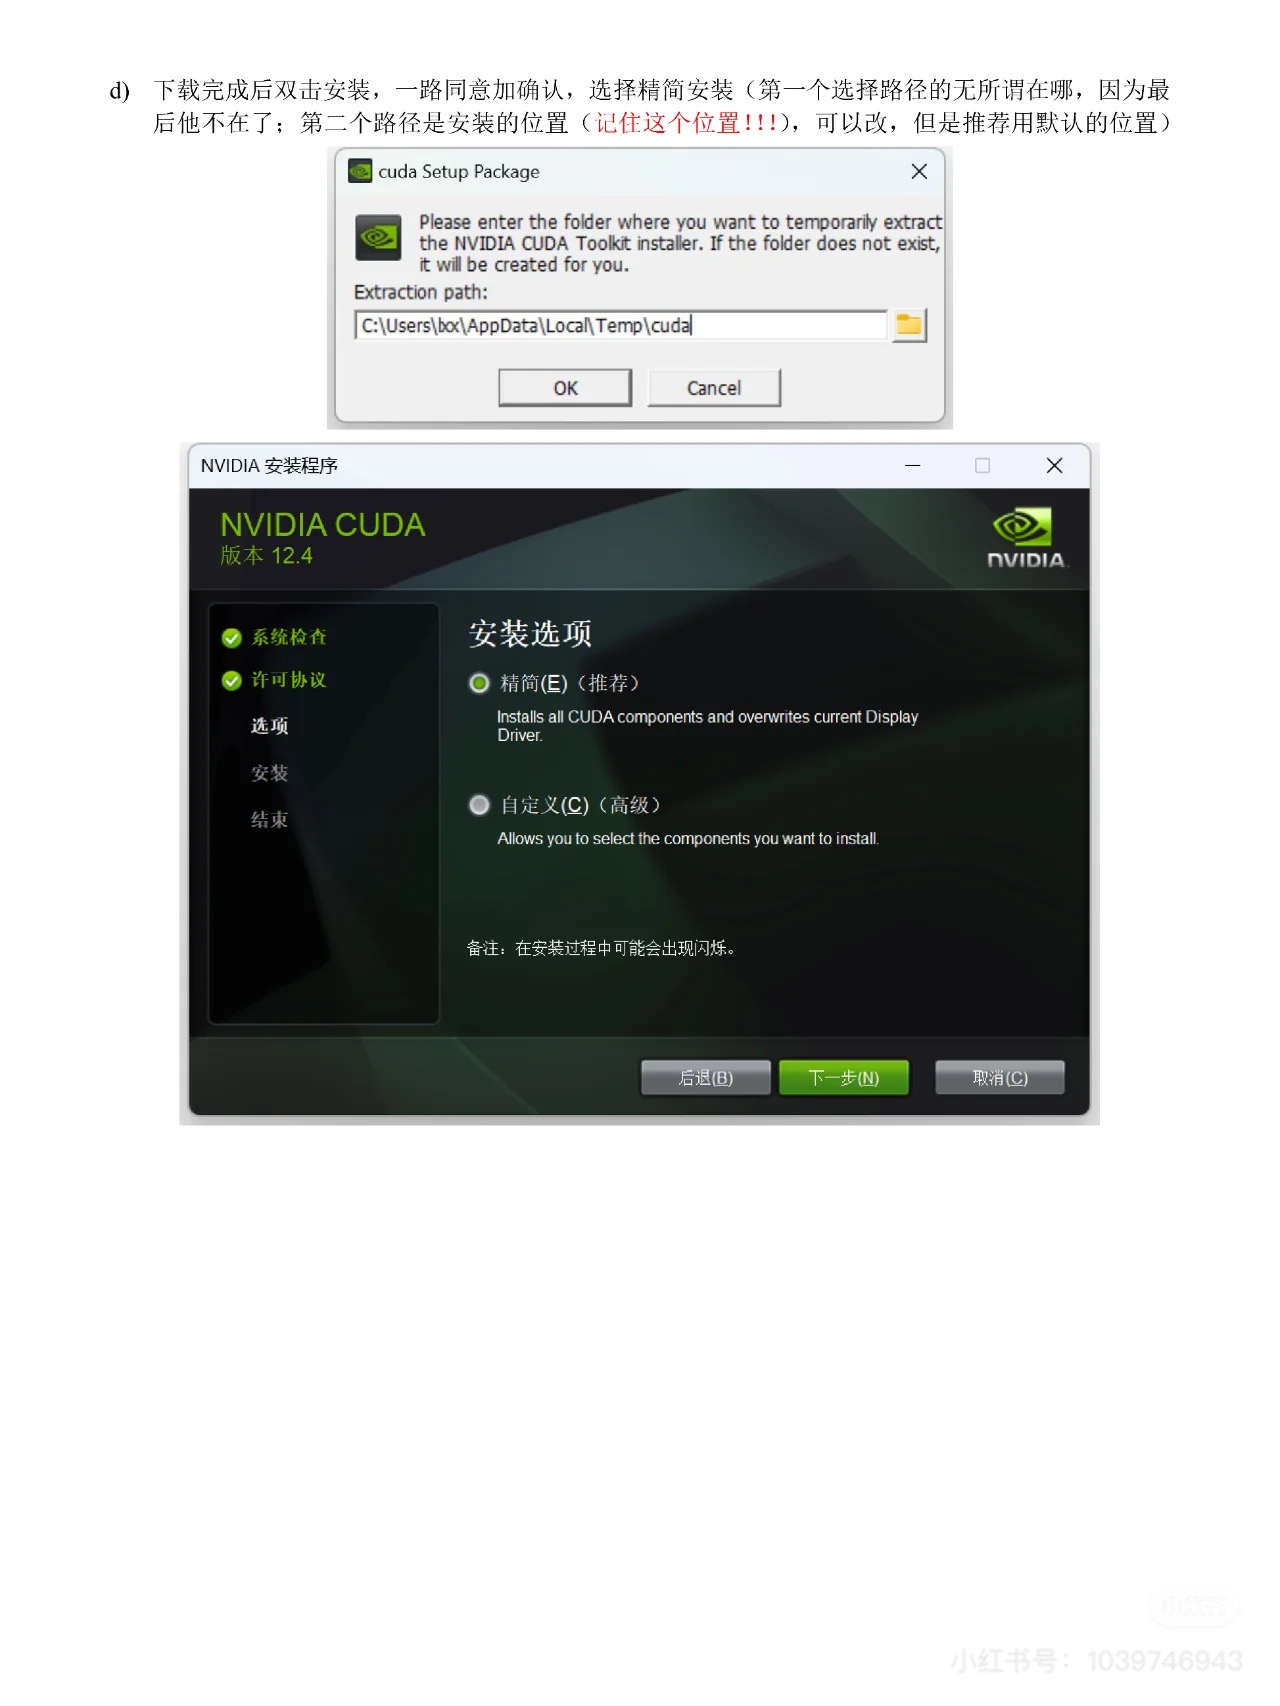 d) 下载完成后双击安装，一路同意加确认，选择精简安装（第一个选择路径的无所谓在哪，因为最
后他不在了；第二个路径是安装的位置（记住这个位置!!!），可以改，但是推荐用默认的位置）
cuda Setup Package
Please enter the folder where you want to temporarily extract
the NVIDIA CUDA Toolkit installer. If the folder does not exist,
it will be created for you.
Extraction path:
C:\Users\lxx\AppData\Local\Temp\cuda
OK
Cancel
NVIDIA 安装程序
NVIDIA CUDA
版本 12.4
NVIDIA.
系统检查
许可协议
选项
安装
结束
安装选项
精简(E)（推荐）
Installs all CUDA components and overwrites current Display
Driver.
自定义(C)（高级）
Allows you to select the components you want to install.
备注：在安装过程中可能会出现闪烁。
后退(B)
下一步(N)
取消(C)
小红书
小红书号：1039746943